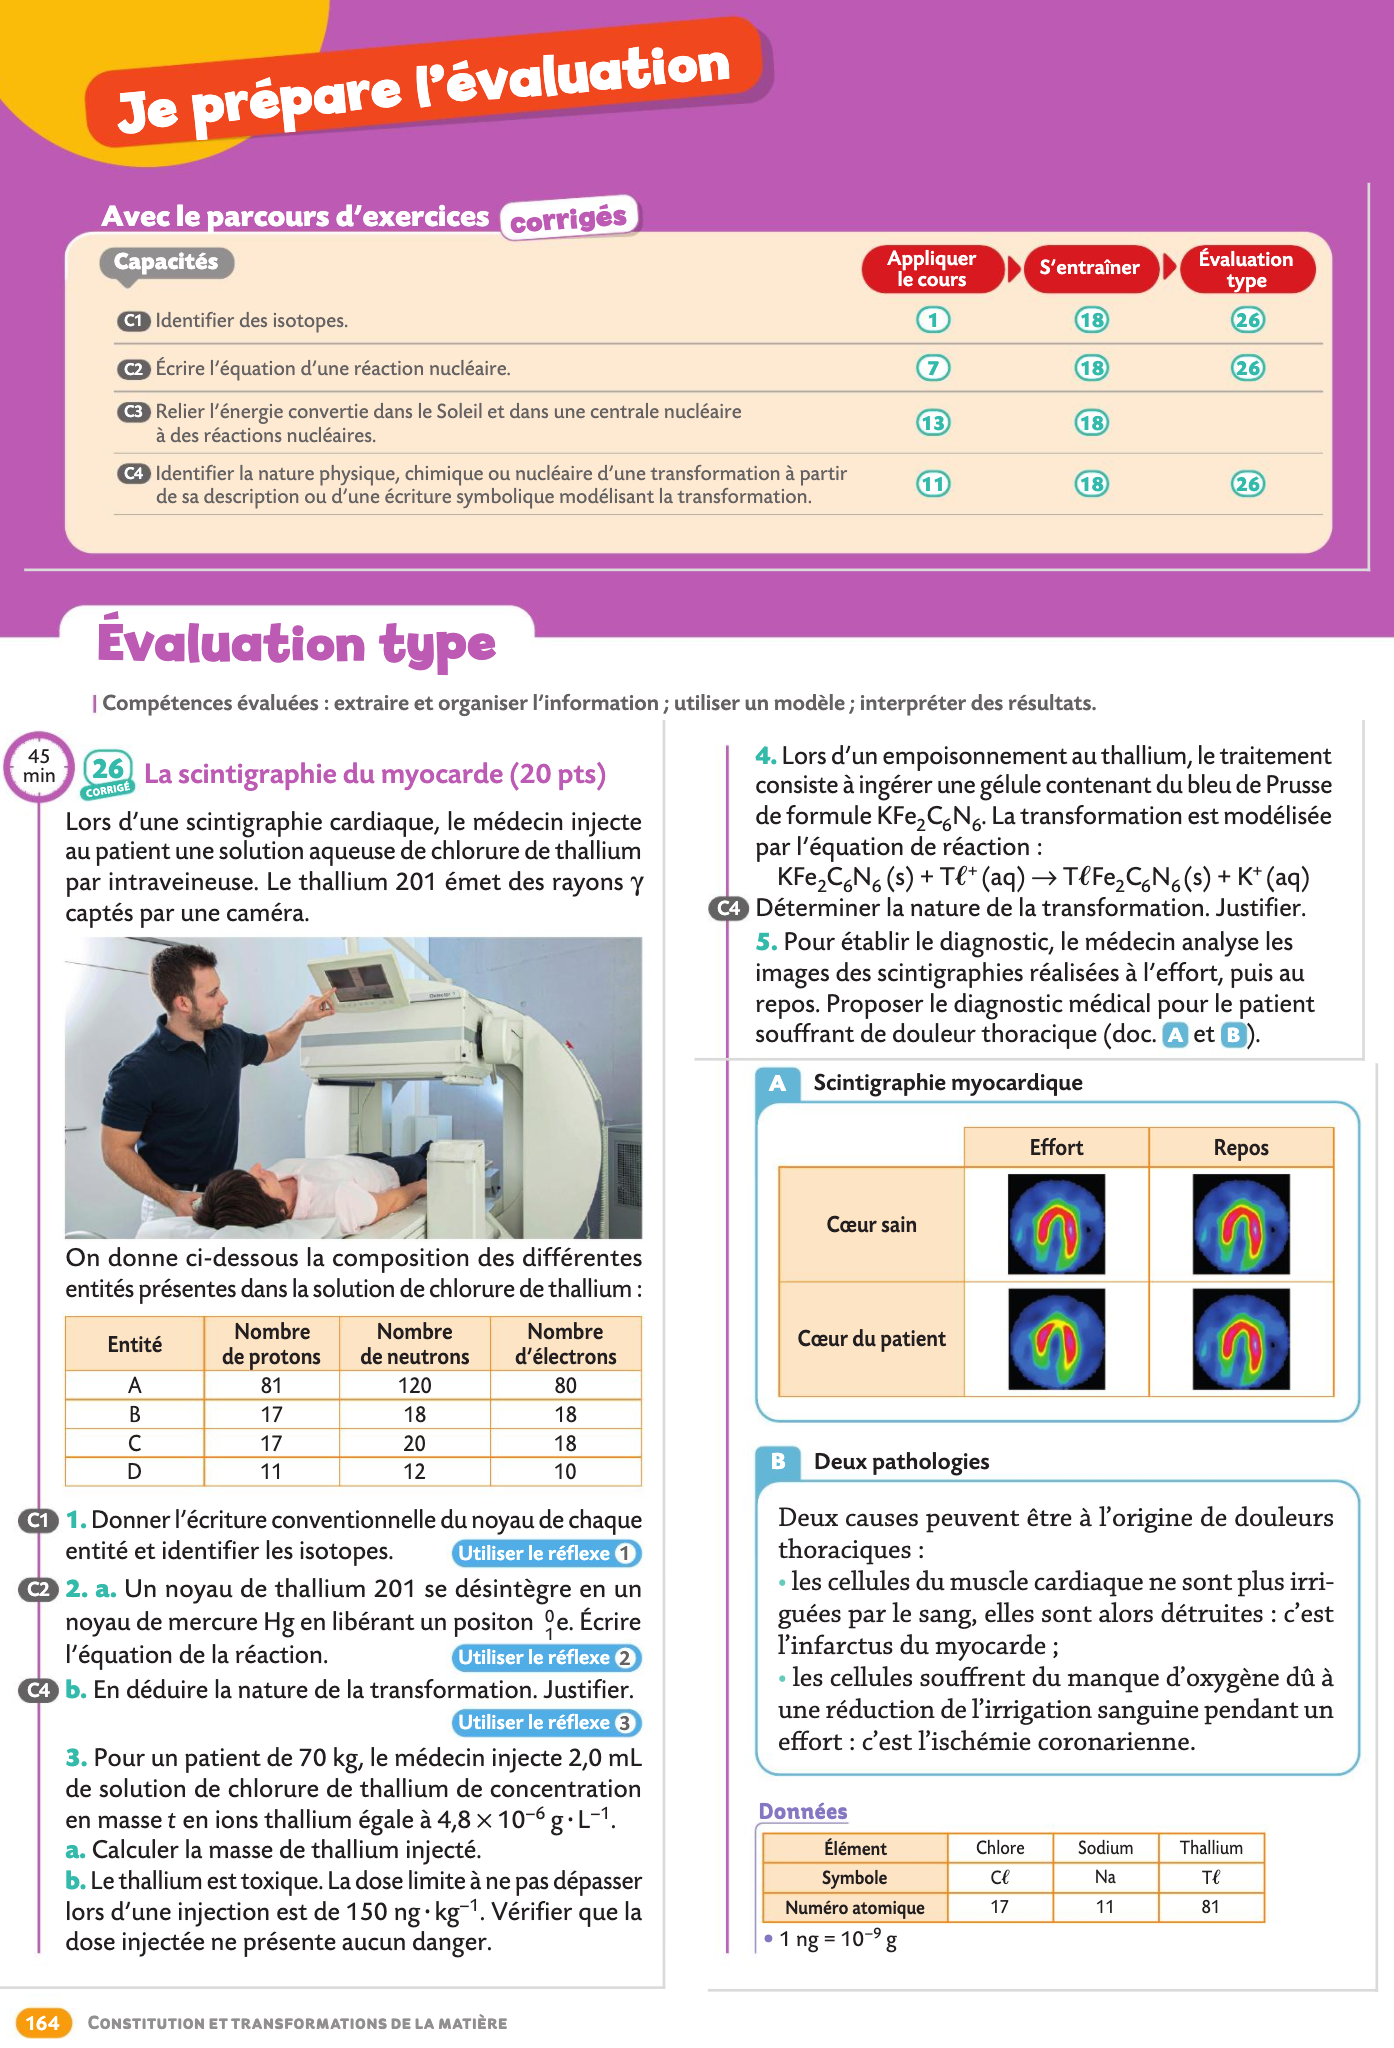 Je prépare l'évaluation
Avec le parcours d'exercices corrigés
Capacités
Appliquer
le cours
S'entraîner
Évaluation
type
C1 Identifier des isotopes.
1
18
26
C2 Écrire l'équation d'une réaction nucléaire.
7
18
26
C3 Relier l'énergie convertie dans le Soleil et dans une centrale nucléaire
à des réactions nucléaires.
13
18
C4 Identifier la nature physique, chimique ou nucléaire d'une transformation à partir
de sa description ou d'une écriture symbolique modélisant la transformation.
11
18
26
Évaluation type
Compétences évaluées : extraire et organiser l'information ; utiliser un modèle ; interpréter des résultats.
45
min
26
CORRIGÉ
La scintigraphie du myocarde (20 pts)
Lors d'une scintigraphie cardiaque, le médecin injecte
au patient une solution aqueuse de chlorure de thallium
par intraveineuse. Le thallium 201 émet des rayons γ
captés par une caméra.
On donne ci-dessous la composition des différentes
entités présentes dans la solution de chlorure de thallium :
Entité
Nombre
de protons
Nombre
de neutrons
Nombre
d'électrons
A 81 120 80
B 17 18 18
C 17 20 18
D 11 12 10
C1 1. Donner l'écriture conventionnelle du noyau de chaque
entité et identifier les isotopes.
Utiliser le réflexe 1
C2 2. a. Un noyau de thallium 201 se désintègre en un
noyau de mercure Hg en libérant un positon ⁰₁e. Écrire
l'équation de la réaction.
Utiliser le réflexe 2
C4 b. En déduire la nature de la transformation. Justifier.
Utiliser le réflexe 3
3. Pour un patient de 70 kg, le médecin injecte 2,0 mL
de solution de chlorure de thallium de concentration
en masse t en ions thallium égale à 4,8 × 10⁻⁶ g·L⁻¹.
a. Calculer la masse de thallium injecté.
b. Le thallium est toxique. La dose limite à ne pas dépasser
lors d'une injection est de 150 ng·kg⁻¹. Vérifier que la
dose injectée ne présente aucun danger.
4. Lors d'un empoisonnement au thallium, le traitement
consiste à ingérer une gélule contenant du bleu de Prusse
de formule KFe₂C₆N₆. La transformation est modélisée
par l'équation de réaction :
KFe₂C₆N₆ (s) + Tℓ⁺ (aq) → TℓFe₂C₆N₆ (s) + K⁺ (aq)
C4 Déterminer la nature de la transformation. Justifier.
5. Pour établir le diagnostic, le médecin analyse les
images des scintigraphies réalisées à l'effort, puis au
repos. Proposer le diagnostic médical pour le patient
souffrant de douleur thoracique (doc. A et B).
A Scintigraphie myocardique
Effort
Repos
Cœur sain
Cœur du patient
B Deux pathologies
Deux causes peuvent être à l'origine de douleurs
thoraciques :
• les cellules du muscle cardiaque ne sont plus irri-
guées par le sang, elles sont alors détruites : c'est
l'infarctus du myocarde ;
• les cellules souffrent du manque d'oxygène dû à
une réduction de l'irrigation sanguine pendant un
effort : c'est l'ischémie coronarienne.
Données
Élément Chlore Sodium Thallium
Symbole Cℓ Na Tℓ
Numéro atomique 17 11 81
• 1 ng = 10⁻⁹ g
164 CONSTITUTION ET TRANSFORMATIONS DE LA MATIÈRE